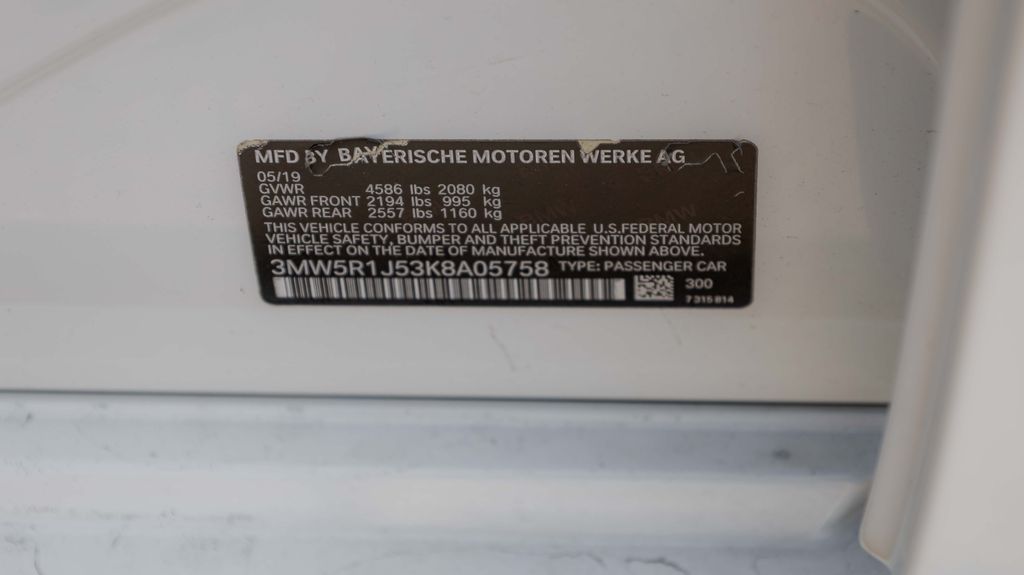 MFD BY BAYERISCHE MOTOREN WERKE AG
05/19
GVWR 4586 lbs 2080 kg
GAWR FRONT 2194 lbs 995 kg
GAWR REAR 2557 lbs 1160 kg
THIS VEHICLE CONFORMS TO ALL APPLICABLE U.S.FEDERAL MOTOR
VEHICLE SAFETY, BUMPER AND THEFT PREVENTION STANDARDS
IN EFFECT ON THE DATE OF MANUFACTURE SHOWN ABOVE.
3MW5R1J53K8A05758 TYPE: PASSENGER CAR
300
7 315 814